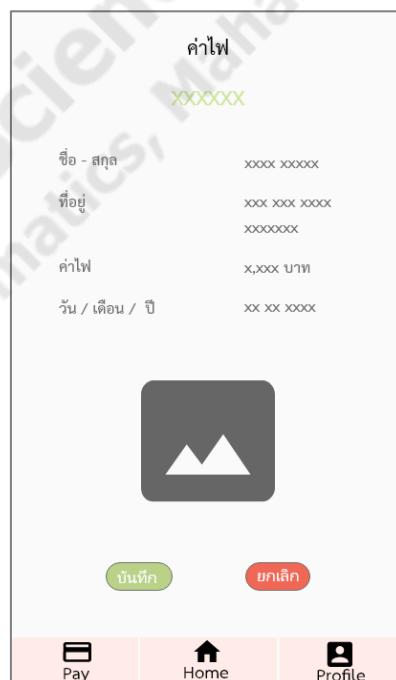 ค่าไฟ
xxxxxx
ชื่อ - สกุล xxxx xxxxx
ที่อยู่ xxx xxx xxxx
xxxxxxx
ค่าไฟ x,xxx บาท
วัน / เดือน / ปี xx xx xxxx
บันทึก ยกเลิก
Pay Home Profile